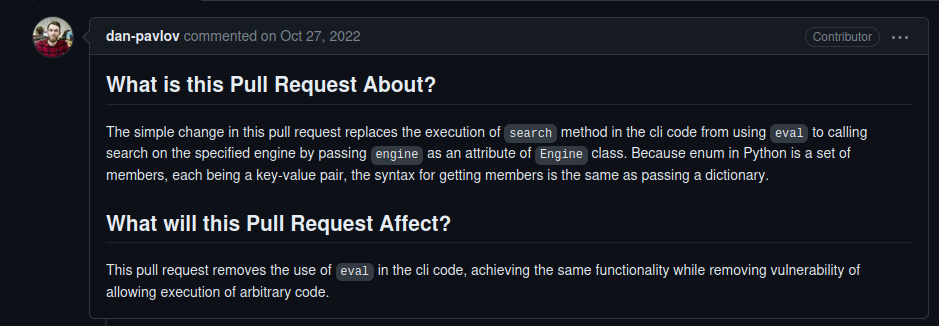 dan-pavlov commented on Oct 27, 2022 Contributor ...
What is this Pull Request About?
The simple change in this pull request replaces the execution of search method in the cli code from using eval to calling
search on the specified engine by passing engine as an attribute of Engine class. Because enum in Python is a set of
members, each being a key-value pair, the syntax for getting members is the same as passing a dictionary.
What will this Pull Request Affect?
This pull request removes the use of eval in the cli code, achieving the same functionality while removing vulnerability of
allowing execution of arbitrary code.